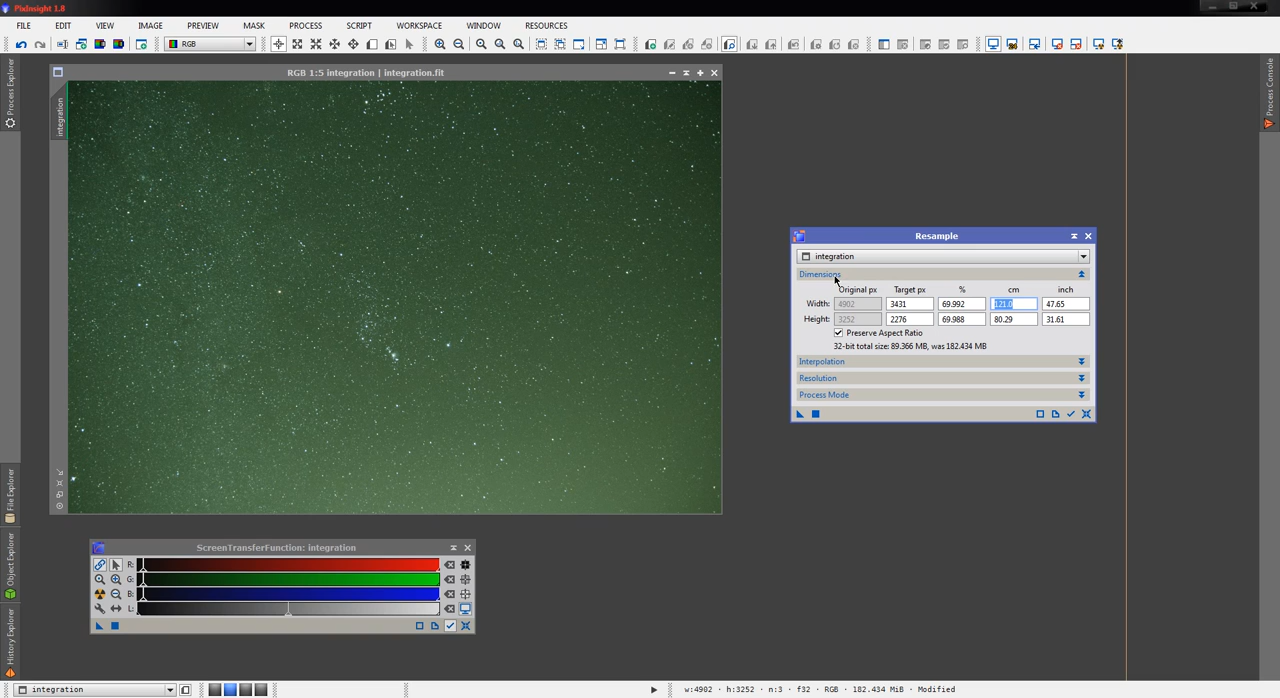 PixInsight 1.8
FILE EDIT VIEW IMAGE PREVIEW MASK PROCESS SCRIPT WORKSPACE WINDOW RESOURCES
RGB
Process Explorer
Process Console
RGB 1:5 integration | integration.fit
integration
Resample
integration
Dimensions
Original px Target px % cm inch
Width: 4902 3431 69.992 121.0 47.65
Height: 3252 2276 69.988 80.29 31.61
Preserve Aspect Ratio
32-bit total size: 89.366 MB, was 182.434 MB
Interpolation
Resolution
Process Mode
File Explorer
Object Explorer
History Explorer
ScreenTransferFunction: integration
R:
G:
B:
L:
integration
w:4902 · h:3252 · n:3 · f32 · RGB · 182.434 MiB · Modified